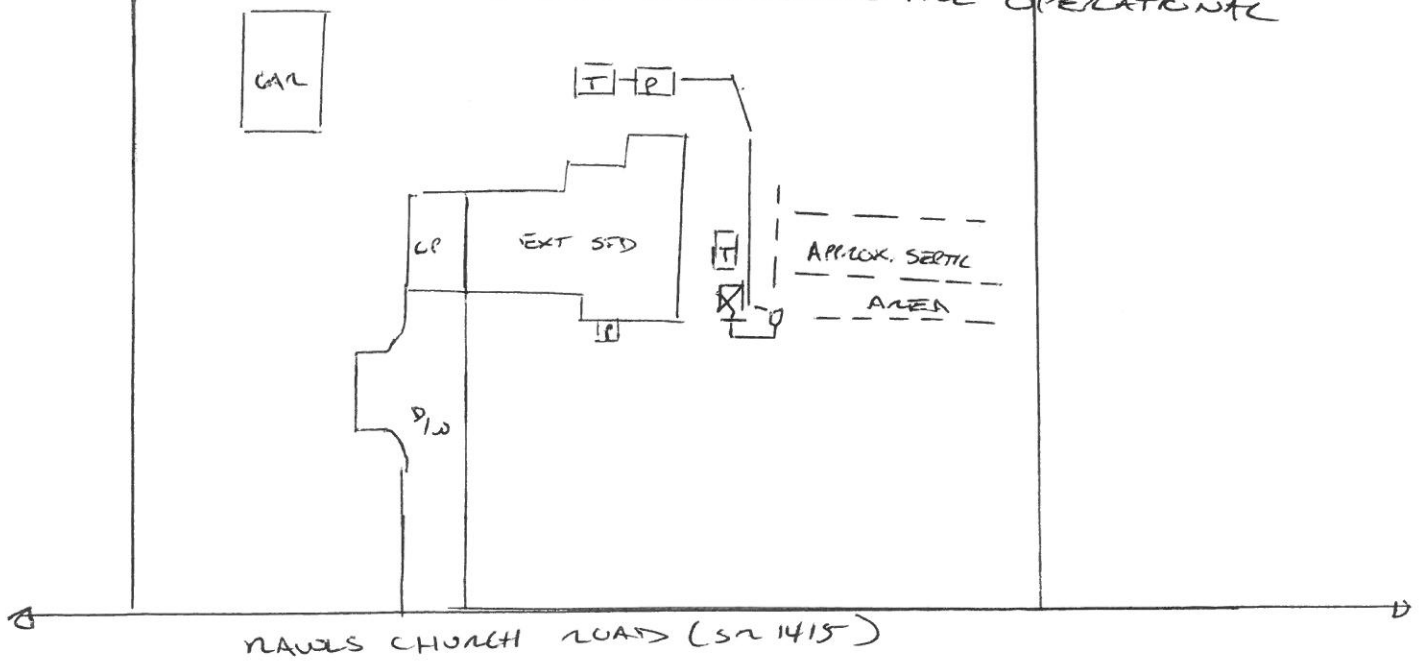 OPERATIONAL
GAR
T P
CP
EXT SFD
T
APPROX. SEPTIC
AREA
P
D/W
RAWLS CHURCH ROAD (SR 1415)